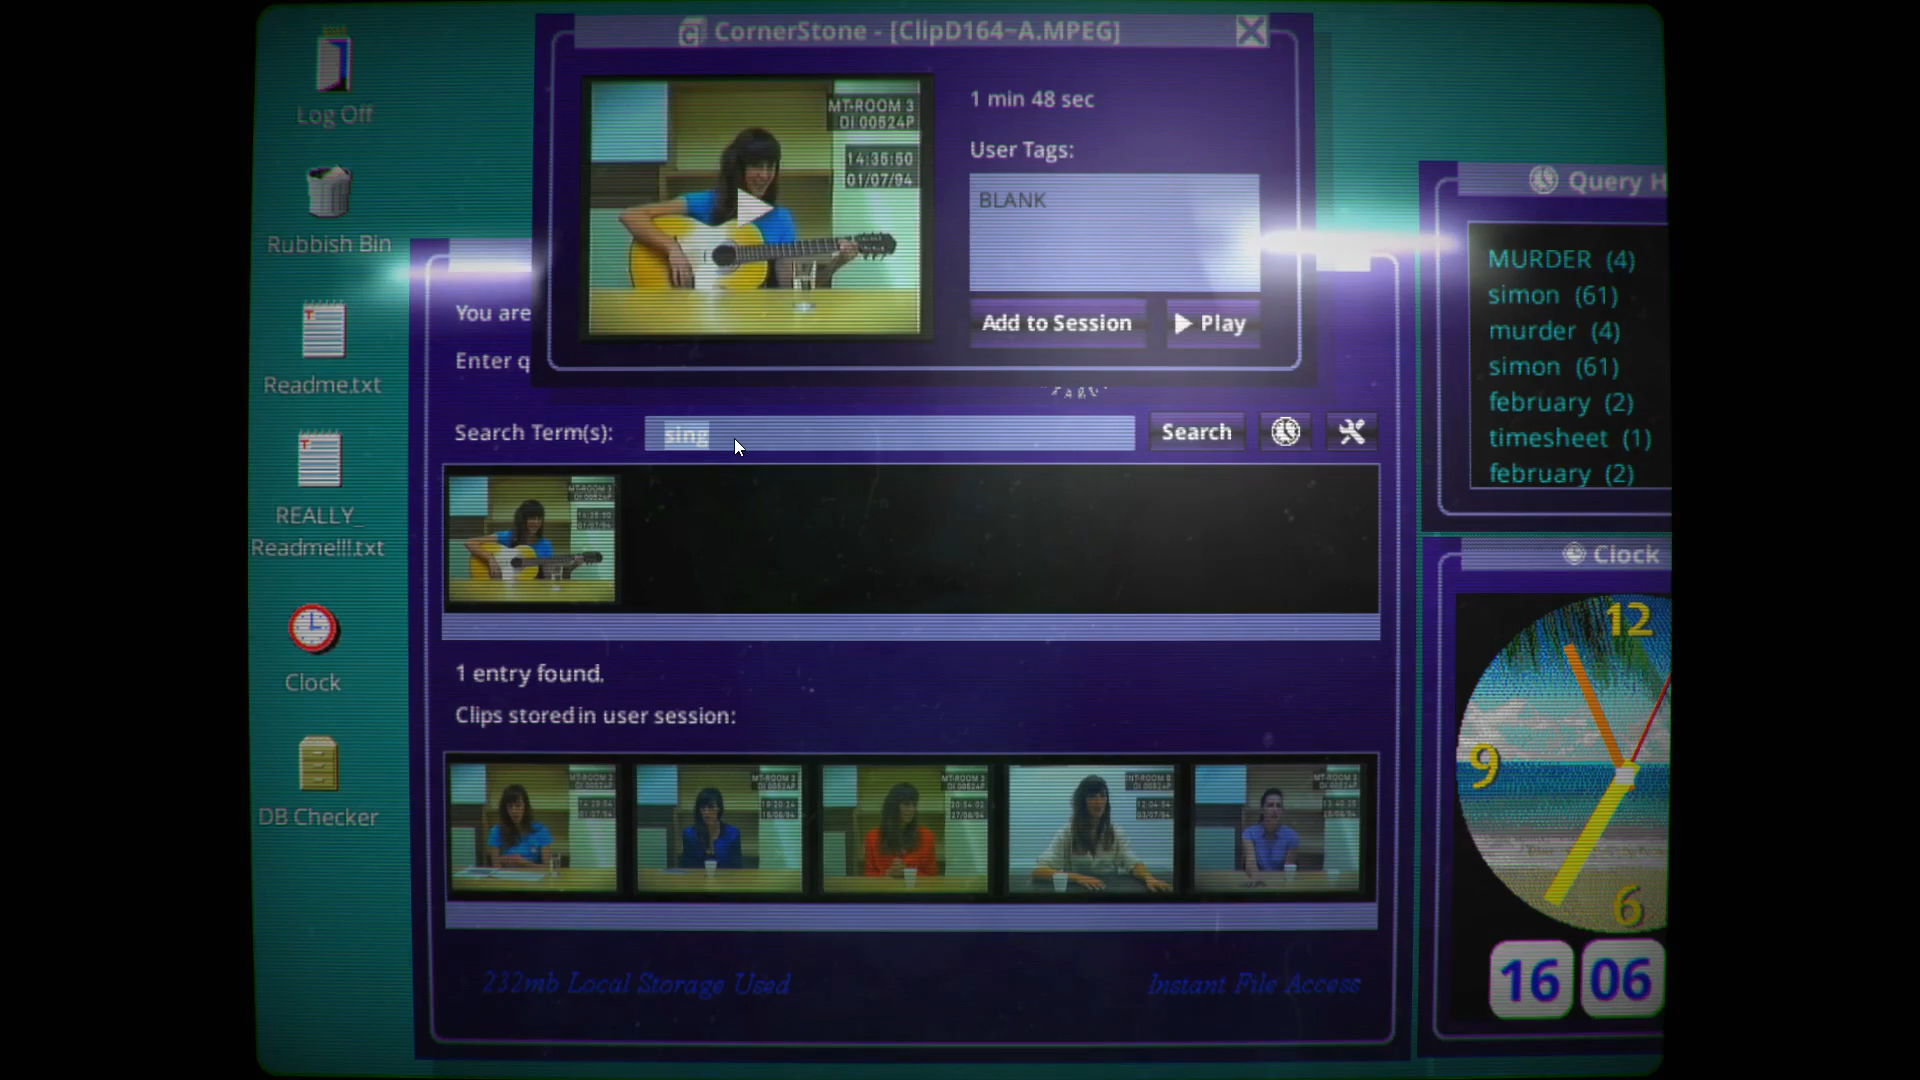 Log Off
Rubbish Bin
Readme.txt
REALLY_
Readme!!!.txt
Clock
DB Checker
CornerStone - [ClipD164~A.MPEG]
MT-ROOM 3
DI 00524P
14:35:50
01/07/94
1 min 48 sec
User Tags:
BLANK
Add to Session
Play
You are
Enter q
Search Term(s):
sing
Search
1 entry found.
Clips stored in user session:
232mb Local Storage Used
Instant File Access
Query H
MURDER (4)
simon (61)
murder (4)
simon (61)
february (2)
timesheet (1)
february (2)
Clock
12
9
6
16
06